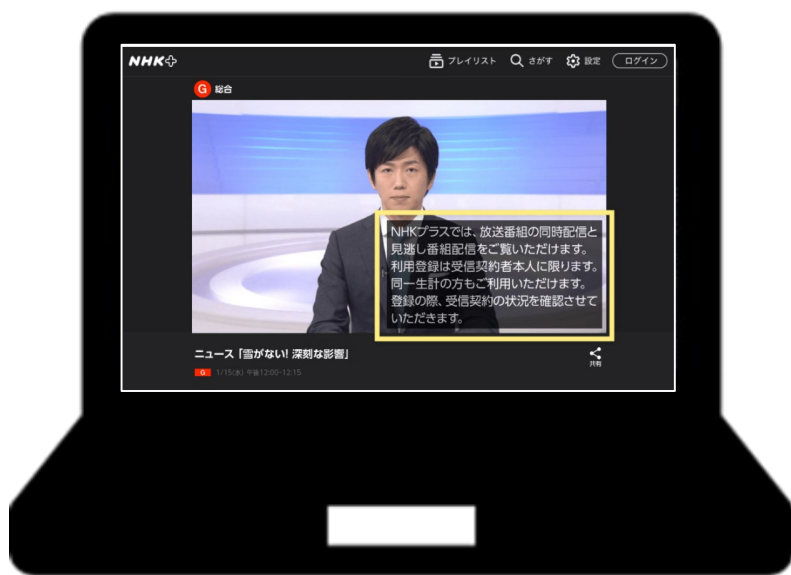 NHK+
プレイリスト さがす 設定 ログイン
G 総合
NHKプラスでは、放送番組の同時配信と
見逃し番組配信をご覧いただけます。
利用登録は受信契約者本人に限ります。
同一生計の方もご利用いただけます。
登録の際、受信契約の状況を確認させて
いただきます。
ニュース「雪がない! 深刻な影響」
共有
G 1/15(水) 午後12:00-12:15